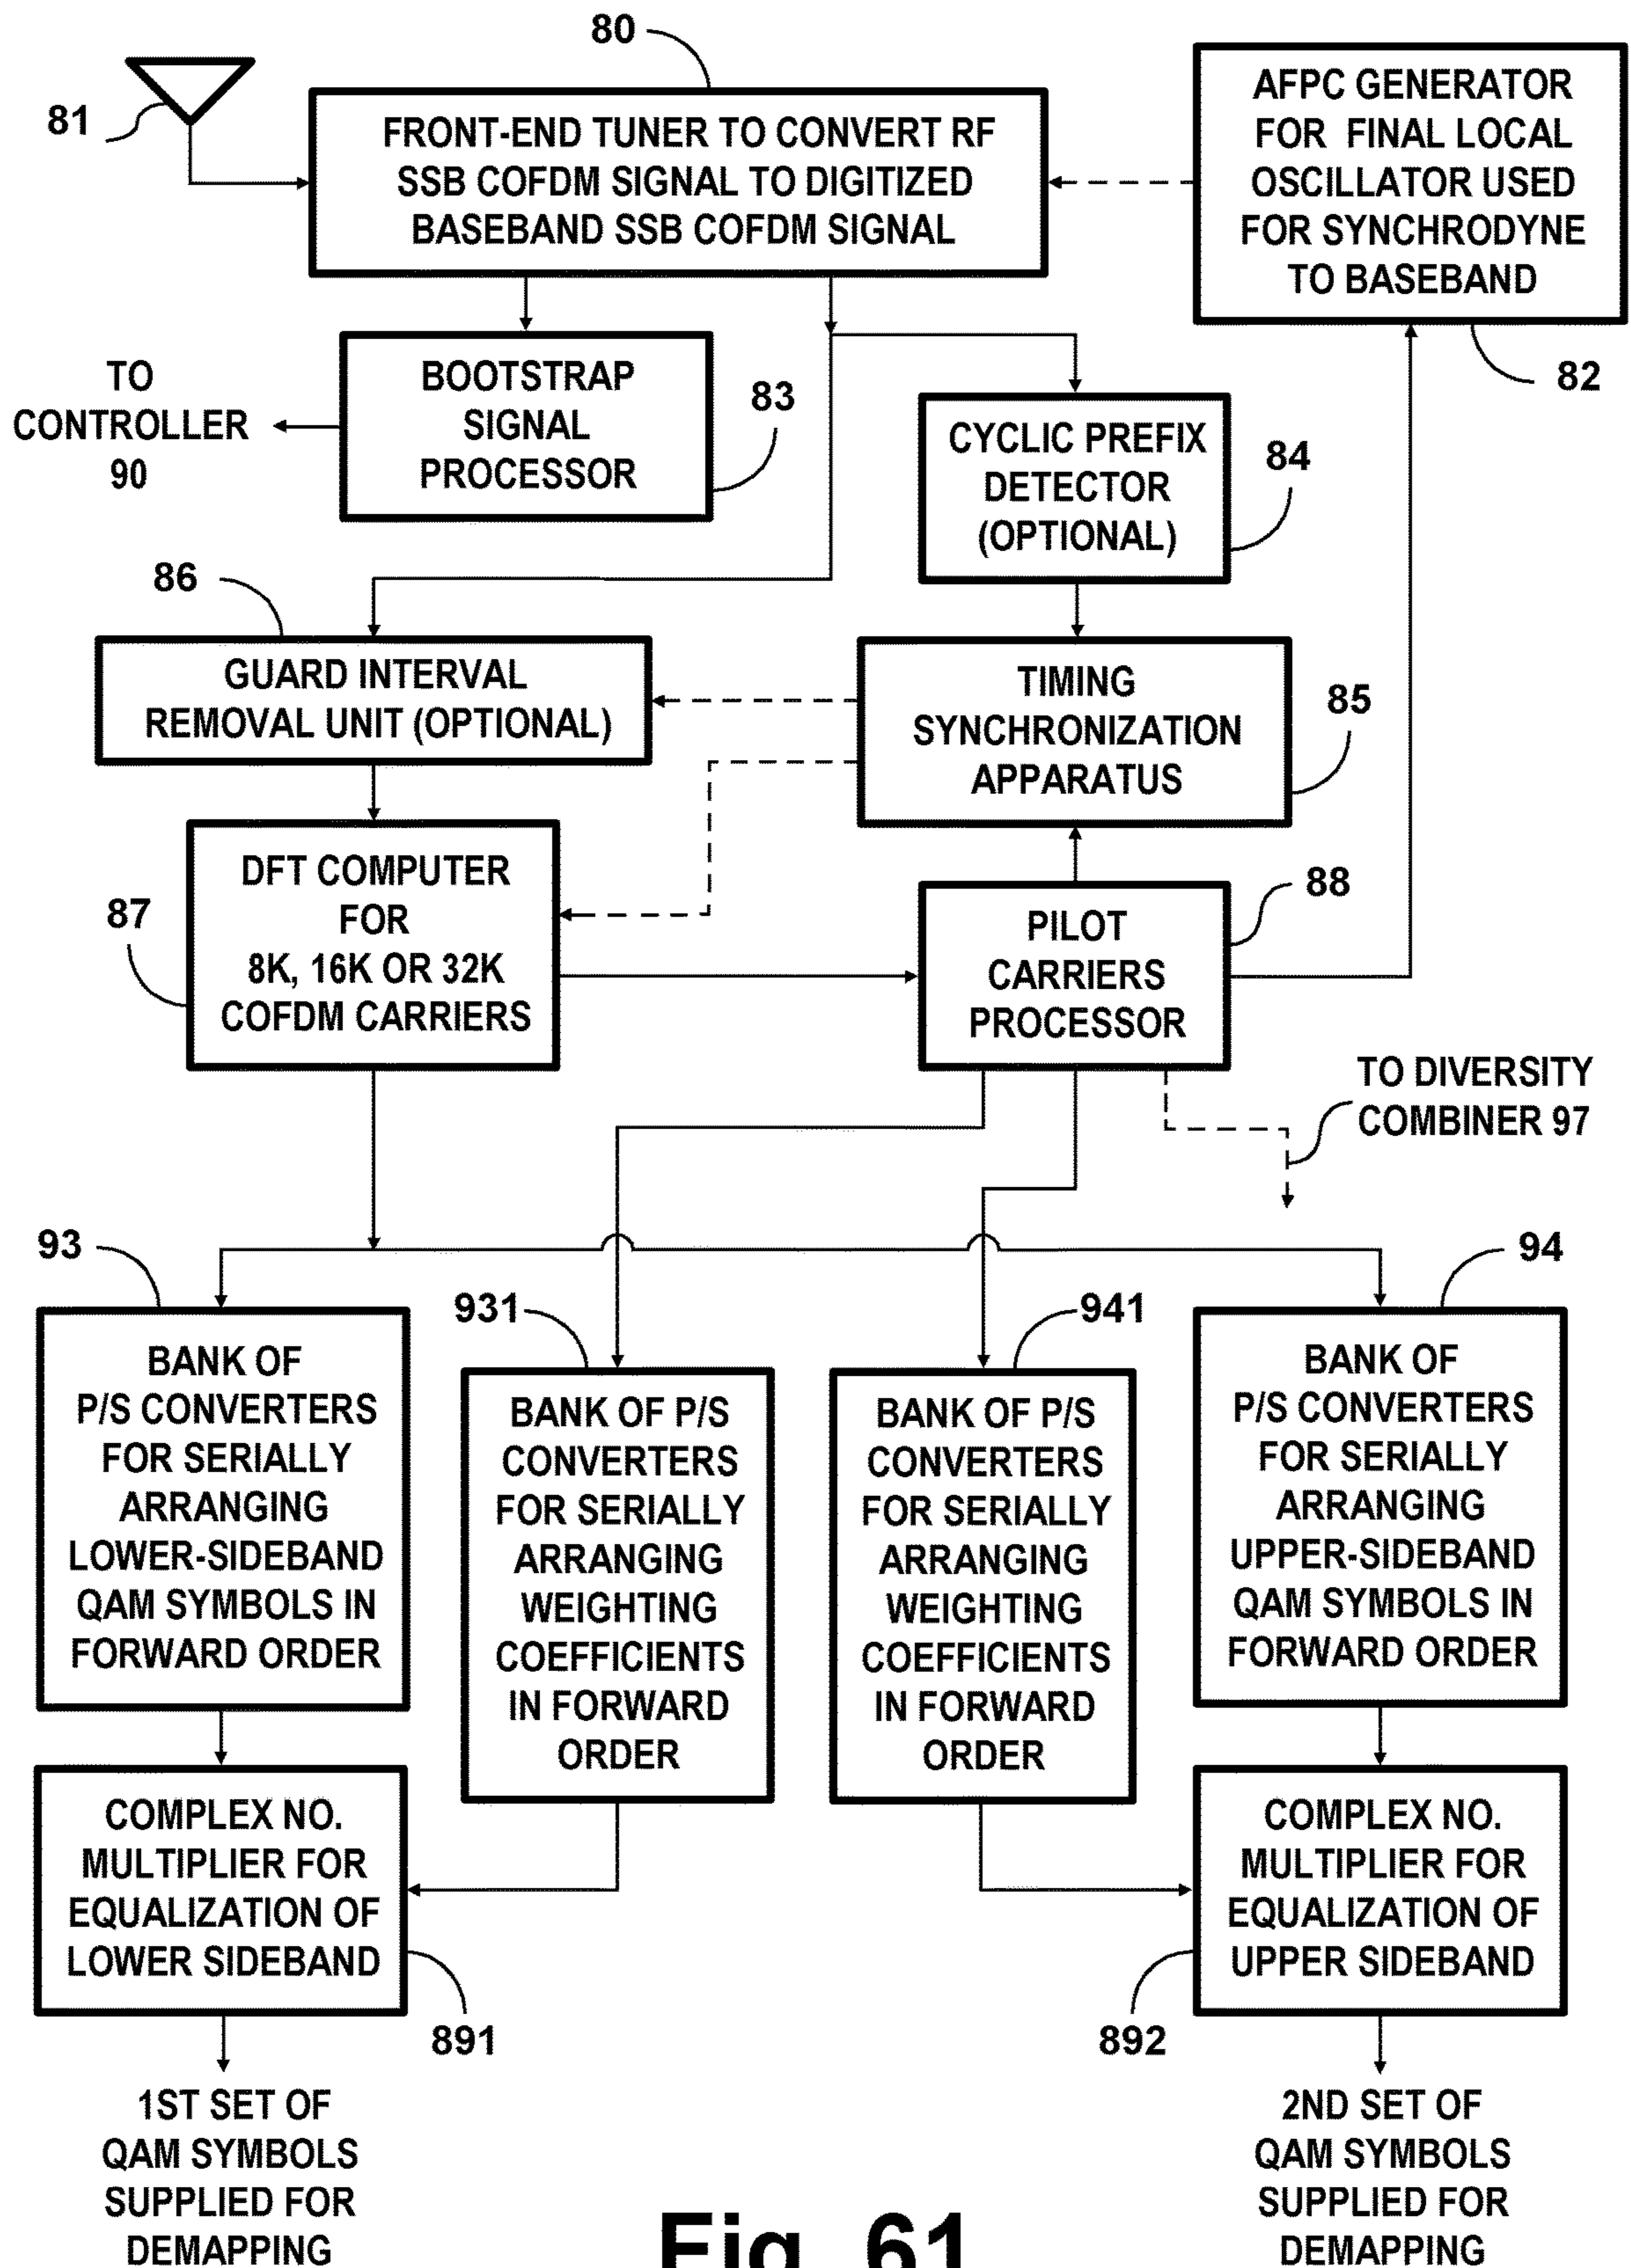 80
81
FRONT-END TUNER TO CONVERT RF
SSB COFDM SIGNAL TO DIGITIZED
BASEBAND SSB COFDM SIGNAL
AFPC GENERATOR
FOR FINAL LOCAL
OSCILLATOR USED
FOR SYNCHRODYNE
TO BASEBAND
82
TO
CONTROLLER
90
BOOTSTRAP
SIGNAL
PROCESSOR
83
CYCLIC PREFIX
DETECTOR
(OPTIONAL)
84
86
GUARD INTERVAL
REMOVAL UNIT (OPTIONAL)
TIMING
SYNCHRONIZATION
APPARATUS
85
87
DFT COMPUTER
FOR
8K, 16K OR 32K
COFDM CARRIERS
PILOT
CARRIERS
PROCESSOR
88
TO DIVERSITY
COMBINER 97
93
BANK OF
P/S CONVERTERS
FOR SERIALLY
ARRANGING
LOWER-SIDEBAND
QAM SYMBOLS IN
FORWARD ORDER
931
BANK OF P/S
CONVERTERS
FOR SERIALLY
ARRANGING
WEIGHTING
COEFFICIENTS
IN FORWARD
ORDER
941
BANK OF P/S
CONVERTERS
FOR SERIALLY
ARRANGING
WEIGHTING
COEFFICIENTS
IN FORWARD
ORDER
94
BANK OF
P/S CONVERTERS
FOR SERIALLY
ARRANGING
UPPER-SIDEBAND
QAM SYMBOLS IN
FORWARD ORDER
COMPLEX NO.
MULTIPLIER FOR
EQUALIZATION OF
LOWER SIDEBAND
891
COMPLEX NO.
MULTIPLIER FOR
EQUALIZATION OF
UPPER SIDEBAND
892
1ST SET OF
QAM SYMBOLS
SUPPLIED FOR
DEMAPPING
2ND SET OF
QAM SYMBOLS
SUPPLIED FOR
DEMAPPING
Fig. 61